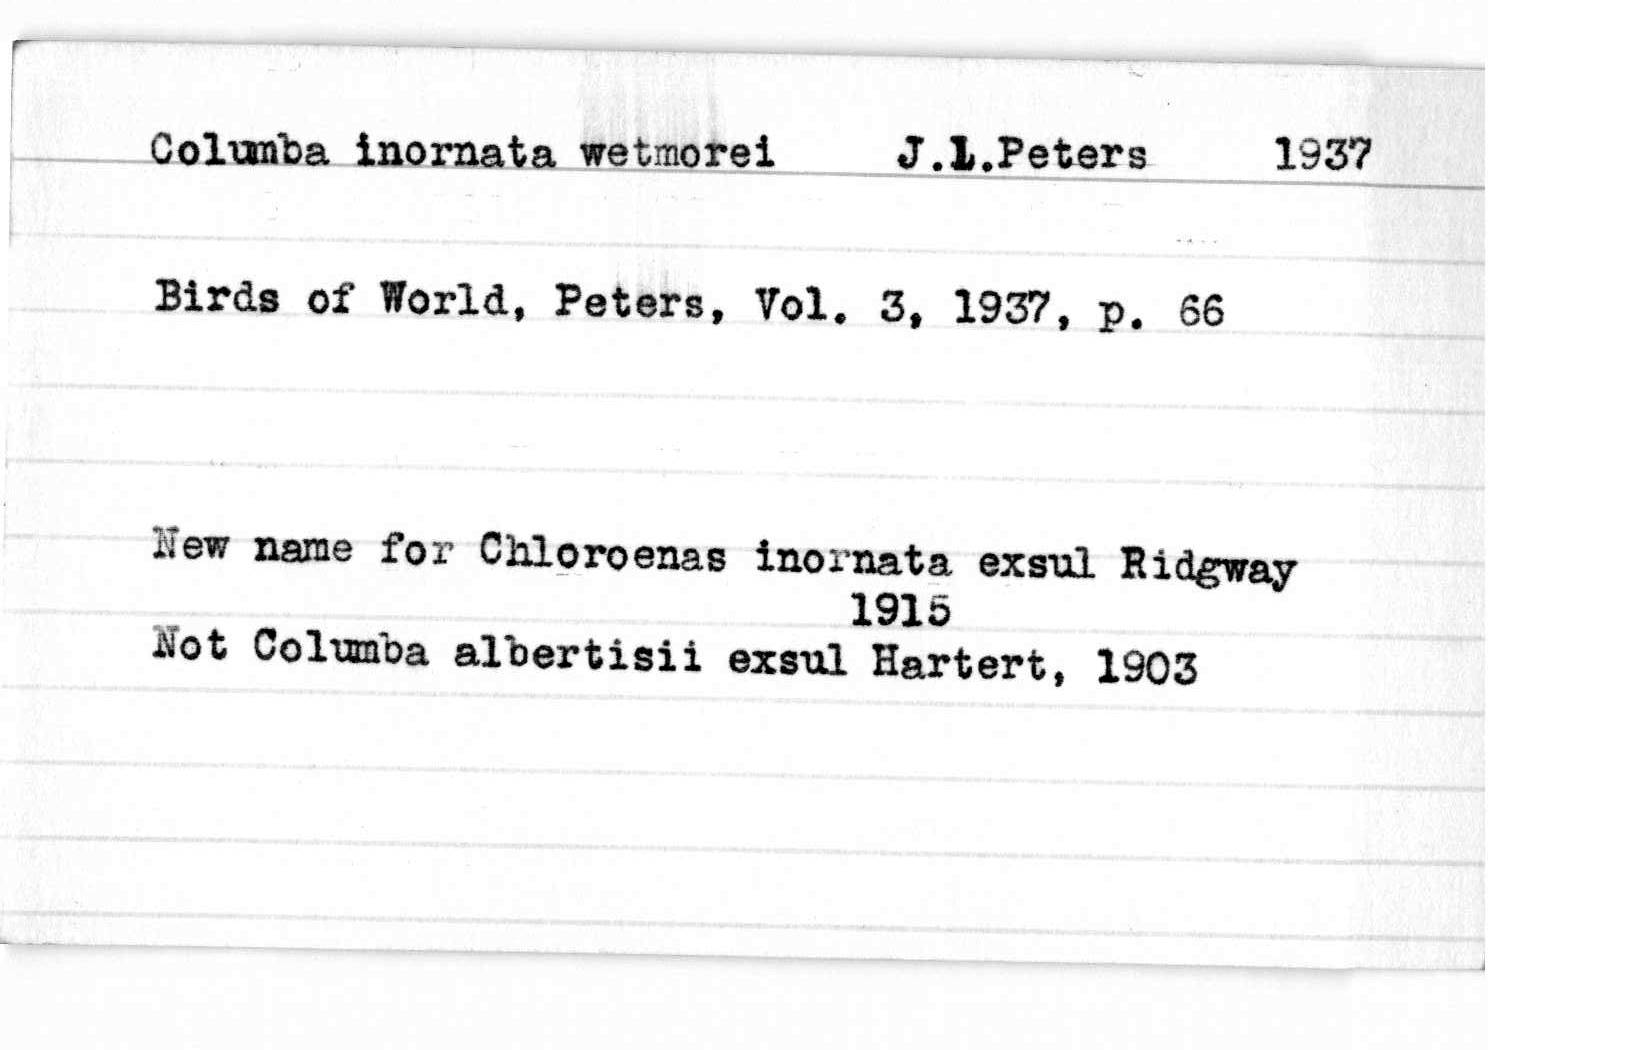 Columba inornata wetmorei J.L.Peters 1937
Birds of World, Peters, Vol. 3, 1937, p. 66
New name for Chloroenas inornata exsul Ridgway
1915
Not Columba albertisii exsul Hartert, 1903